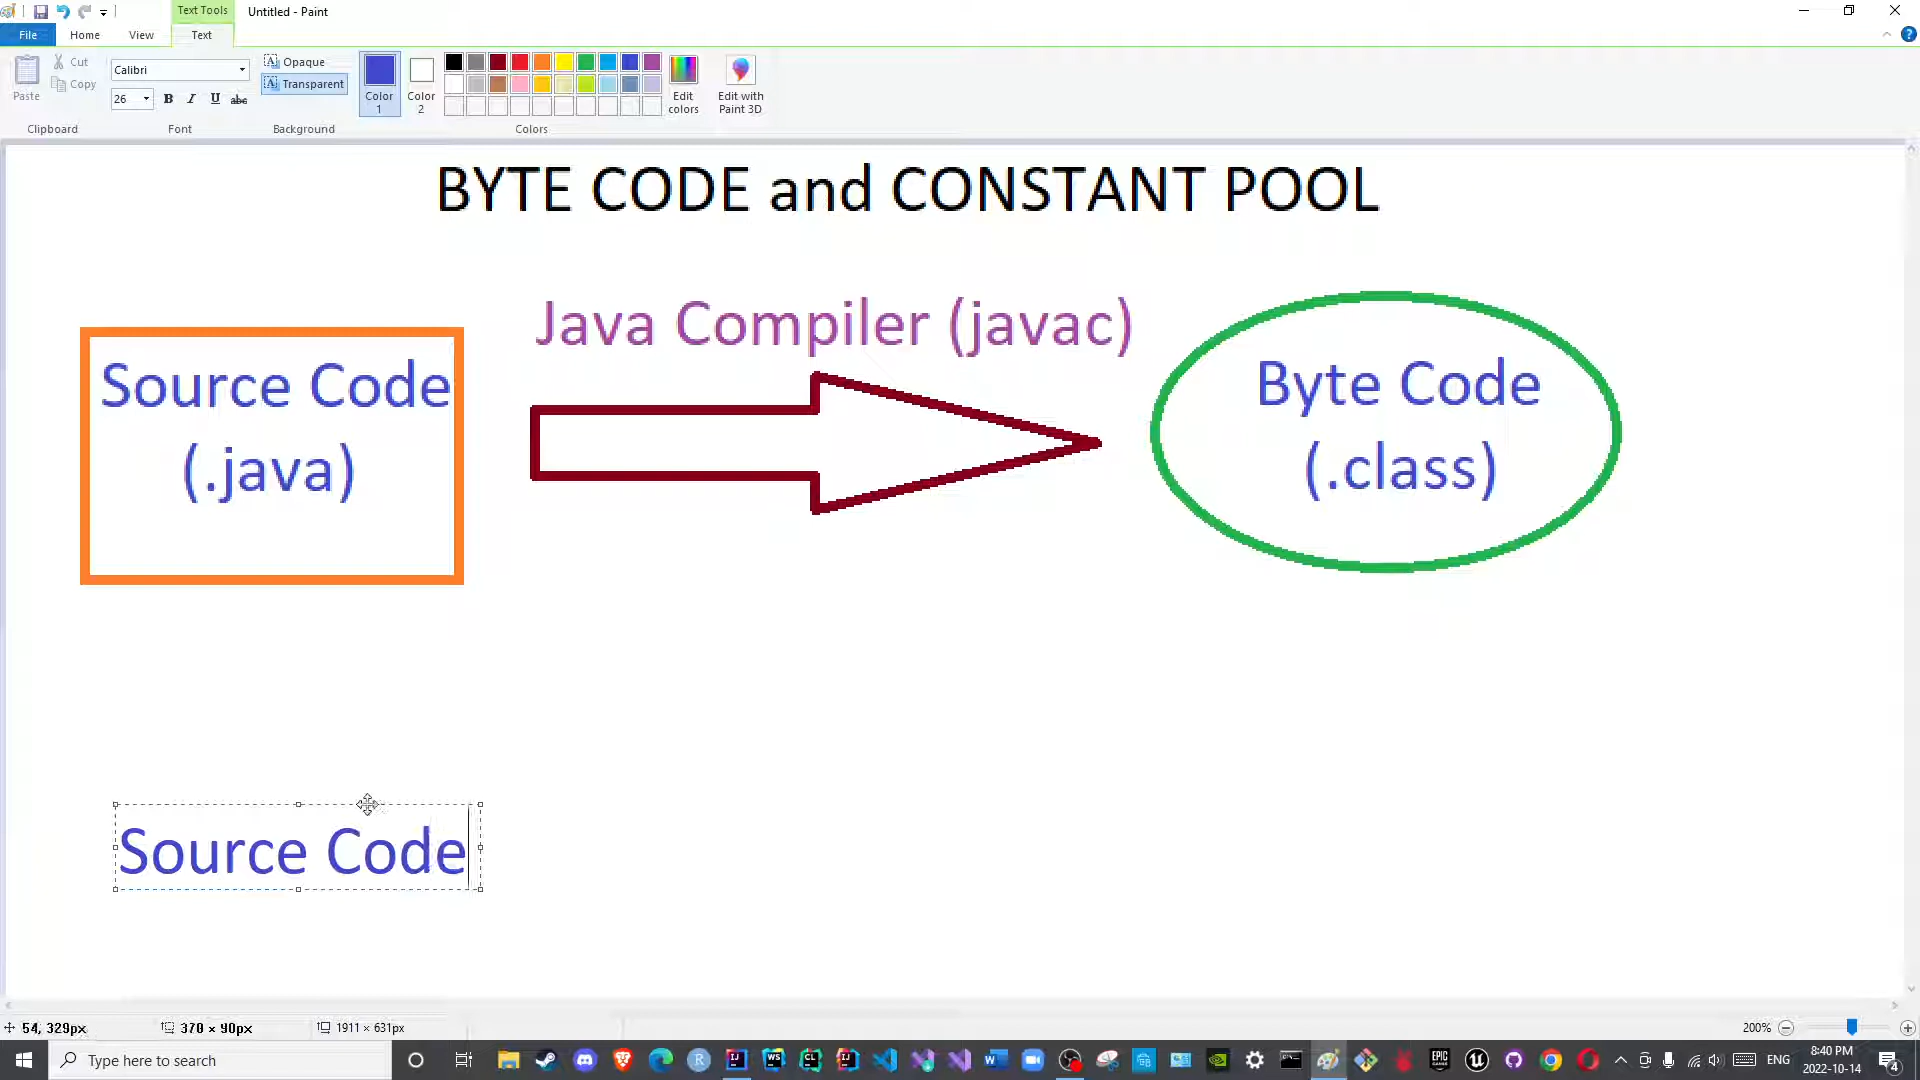 Text Tools
Untitled - Paint
File
Home
View
Text
Paste
Cut
Copy
Clipboard
Calibri
26
B
I
U
abc
Font
Opaque
Transparent
Background
Color
1
Color
2
Colors
Edit
colors
Edit with
Paint 3D
BYTE CODE and CONSTANT POOL
Java Compiler (javac)
Source Code
(.java)
Byte Code
(.class)
Source Code
54, 329px
370 × 90px
1911 × 631px
200%
Type here to search
ENG
8:40 PM
2022-10-14
4